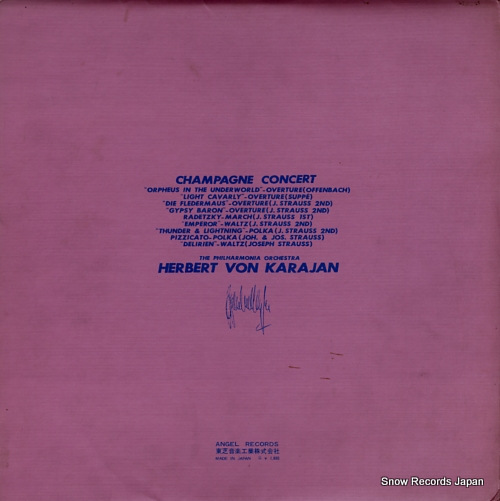 CHAMPAGNE CONCERT
"ORPHEUS IN THE UNDERWORLD"-OVERTURE(OFFENBACH)
"LIGHT CAVARLY"-OVERTURE(SUPPÉ)
"DIE FLEDERMAUS"-OVERTURE(J. STRAUSS 2ND)
"GYPSY BARON"-OVERTURE(J. STRAUSS 2ND)
RADETZKY-MARCH(J. STRAUSS 1ST)
"EMPEROR"-WALTZ(J. STRAUSS 2ND)
"THUNDER & LIGHTNING"-POLKA(J. STRAUSS 2ND)
PIZZICATO-POLKA(JOH. & JOS. STRAUSS)
"DELIRIEN"-WALTZ(JOSEPH STRAUSS)
THE PHILHARMONIA ORCHESTRA
HERBERT VON KARAJAN
ANGEL RECORDS
東芝音楽工業株式会社
MADE IN JAPAN
Snow Records Japan